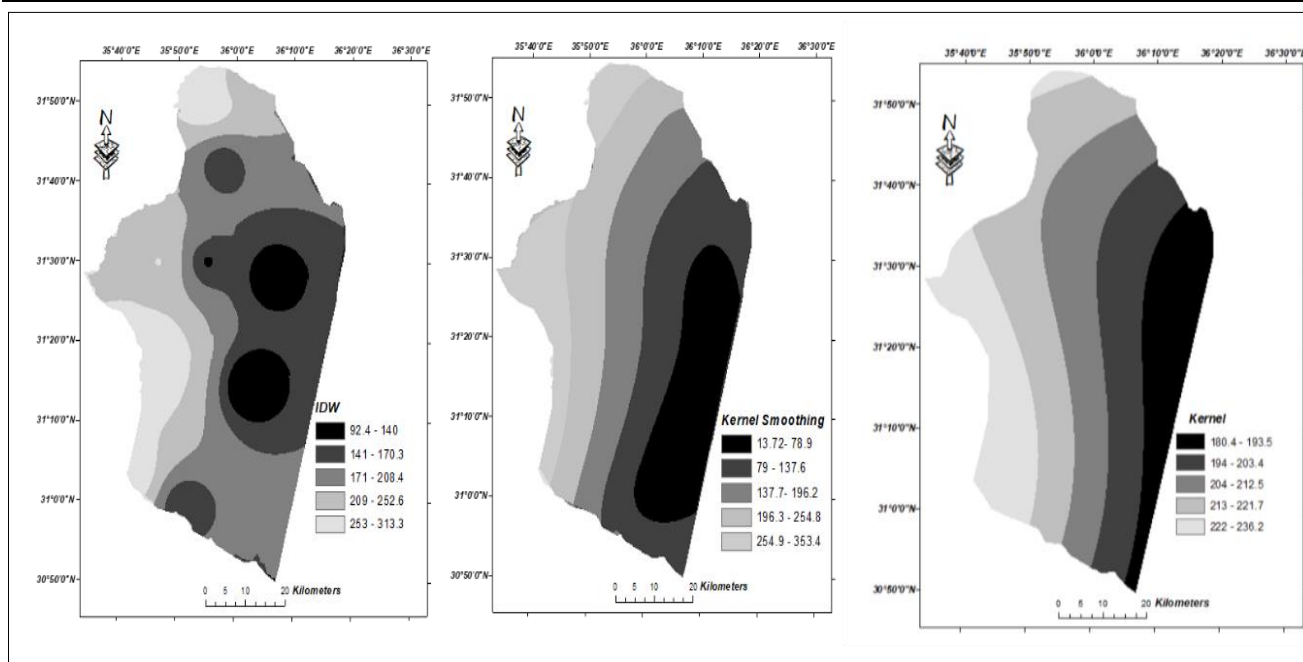 35°40'0"E 35°50'0"E 36°0'0"E 36°10'0"E 36°20'0"E 36°30'0"E
31°50'0"N
31°40'0"N
31°30'0"N
31°20'0"N
31°10'0"N
31°0'0"N
30°50'0"N
N
IDW
92.4 - 140
141 - 170.3
171 - 208.4
209 - 252.6
253 - 313.3
0 5 10 20 Kilometers
35°40'0"E 35°50'0"E 36°0'0"E 36°10'0"E 36°20'0"E 36°30'0"E
31°50'0"N
31°40'0"N
31°30'0"N
31°20'0"N
31°10'0"N
31°0'0"N
30°50'0"N
N
Kernel Smoothing
13.72- 78.9
79 - 137.6
137.7 - 196.2
196.3 - 254.8
254.9 - 353.4
0 5 10 20 Kilometers
35°40'0"E 35°50'0"E 36°0'0"E 36°10'0"E 36°20'0"E 36°30'0"E
31°50'0"N
31°40'0"N
31°30'0"N
31°20'0"N
31°10'0"N
31°0'0"N
30°50'0"N
N
Kernel
180.4 - 193.5
194 - 203.4
204 - 212.5
213 - 221.7
222 - 236.2
0 5 10 20 Kilometers